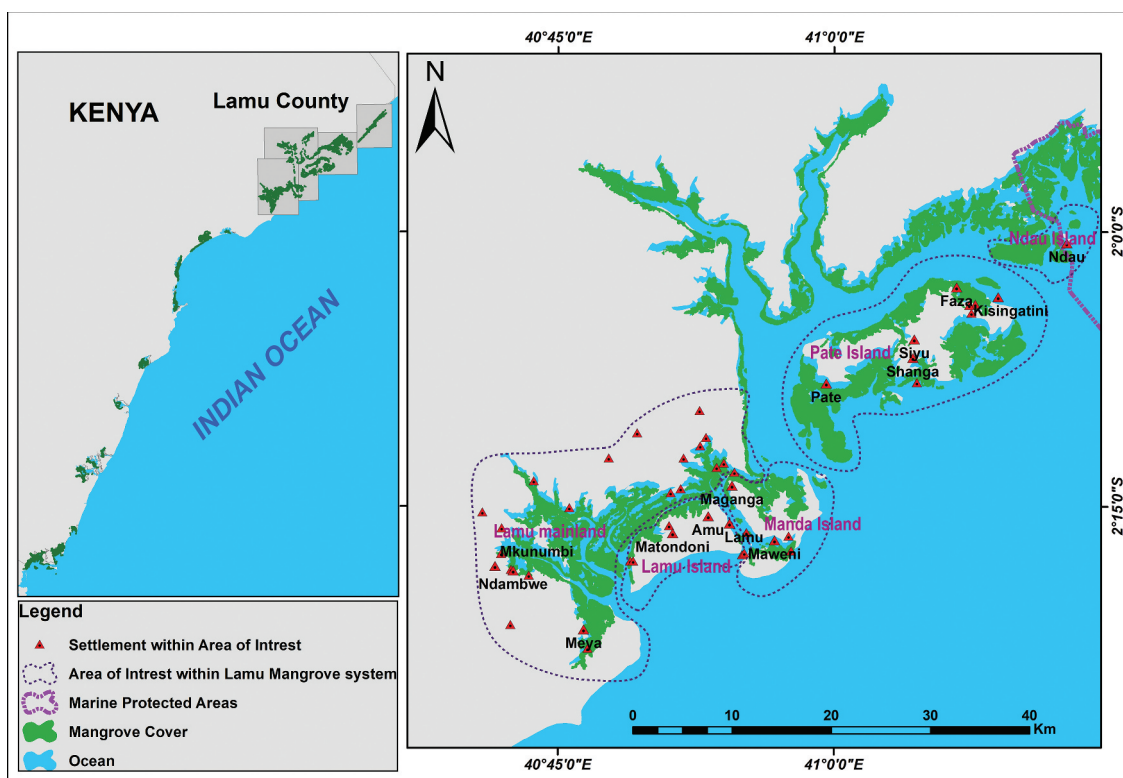 KENYA
Lamu County
INDIAN OCEAN
Legend
Settlement within Area of Intrest
Area of Intrest within Lamu Mangrove system
Marine Protected Areas
Mangrove Cover
Ocean
40°45'0"E
41°0'0"E
N
2°0'0"S
2°15'0"S
Ndau Island
Ndau
Faza
Kisingatini
Pate Island
Siyu
Shanga
Pate
Maganga
Manda Island
Amu
Lamu
Lamu mainland
Matondoni
Maweni
Mkunumbi
Lamu Island
Ndambwe
Meya
0 5 10 20 30 40
Km
40°45'0"E
41°0'0"E